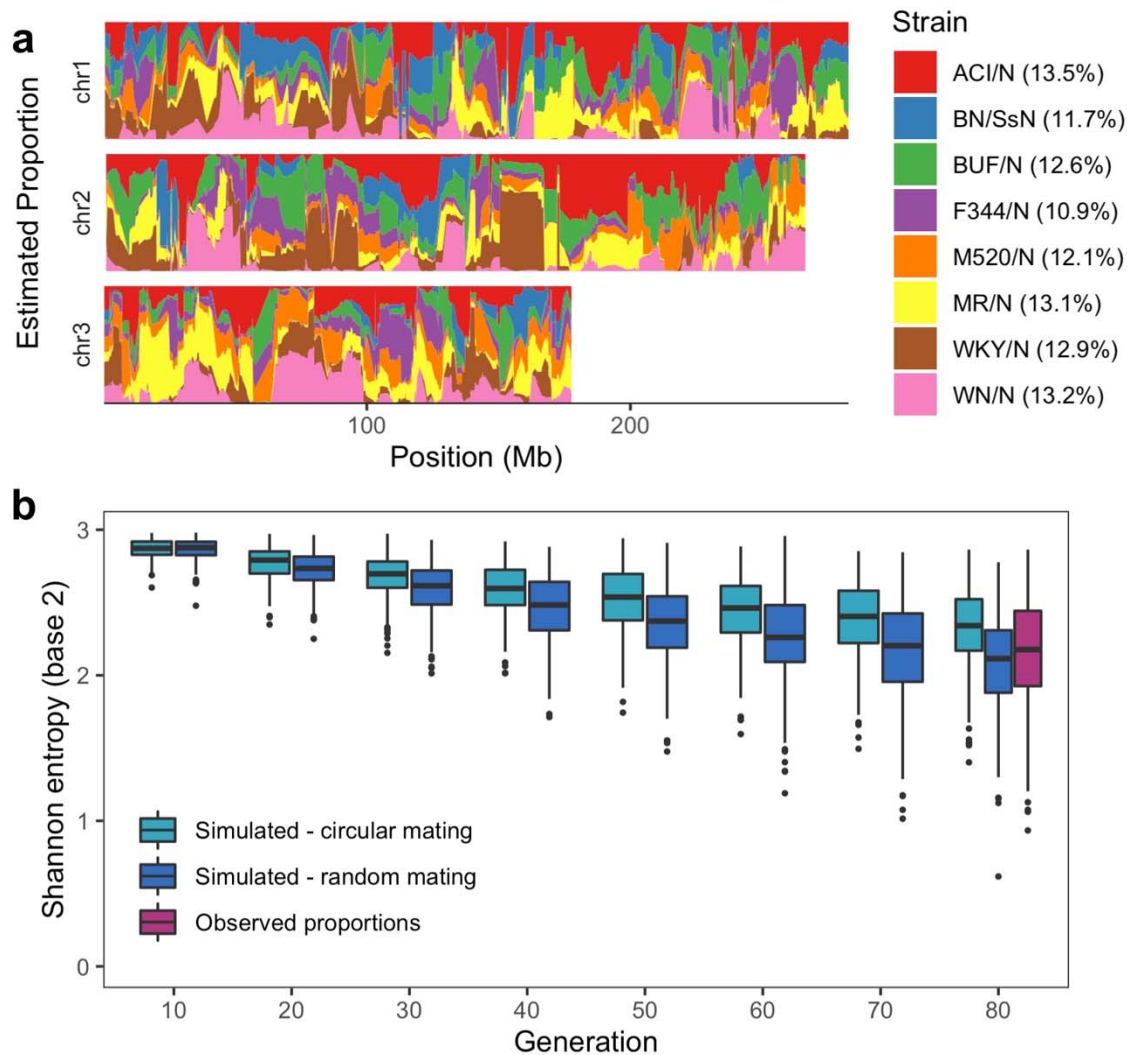 a
Estimated Proportion
chr1
chr2
chr3
100
200
Position (Mb)
Strain
ACI/N (13.5%)
BN/SsN (11.7%)
BUF/N (12.6%)
F344/N (10.9%)
M520/N (12.1%)
MR/N (13.1%)
WKY/N (12.9%)
WN/N (13.2%)
b
Shannon entropy (base 2)
3
2
1
0
Simulated - circular mating
Simulated - random mating
Observed proportions
10
20
30
40
50
60
70
80
Generation